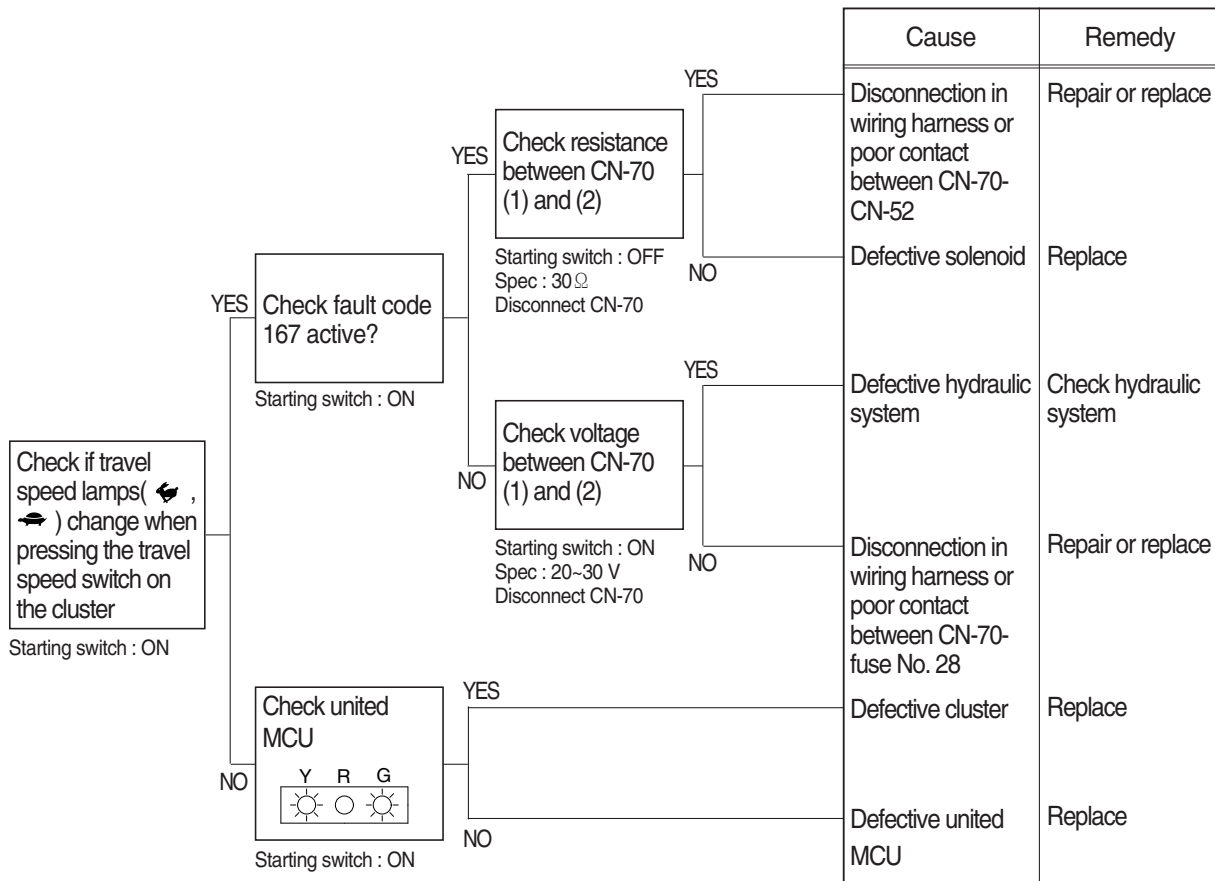 Cause
Remedy
YES
Disconnection in
wiring harness or
poor contact
between CN-70-
CN-52
Repair or replace
YES
Check resistance
between CN-70
(1) and (2)
Starting switch : OFF
Spec : 30Ω
Disconnect CN-70
NO
Defective solenoid
Replace
YES
Check fault code
167 active?
Starting switch : ON
YES
Defective hydraulic
system
Check hydraulic
system
NO
Check voltage
between CN-70
(1) and (2)
Starting switch : ON
Spec : 20~30 V
Disconnect CN-70
NO
Disconnection in
wiring harness or
poor contact
between CN-70-
fuse No. 28
Repair or replace
Check if travel
speed lamps( ,
) change when
pressing the travel
speed switch on
the cluster
Starting switch : ON
NO
Check united
MCU
Y R G
Starting switch : ON
YES
Defective cluster
Replace
NO
Defective united
MCU
Replace